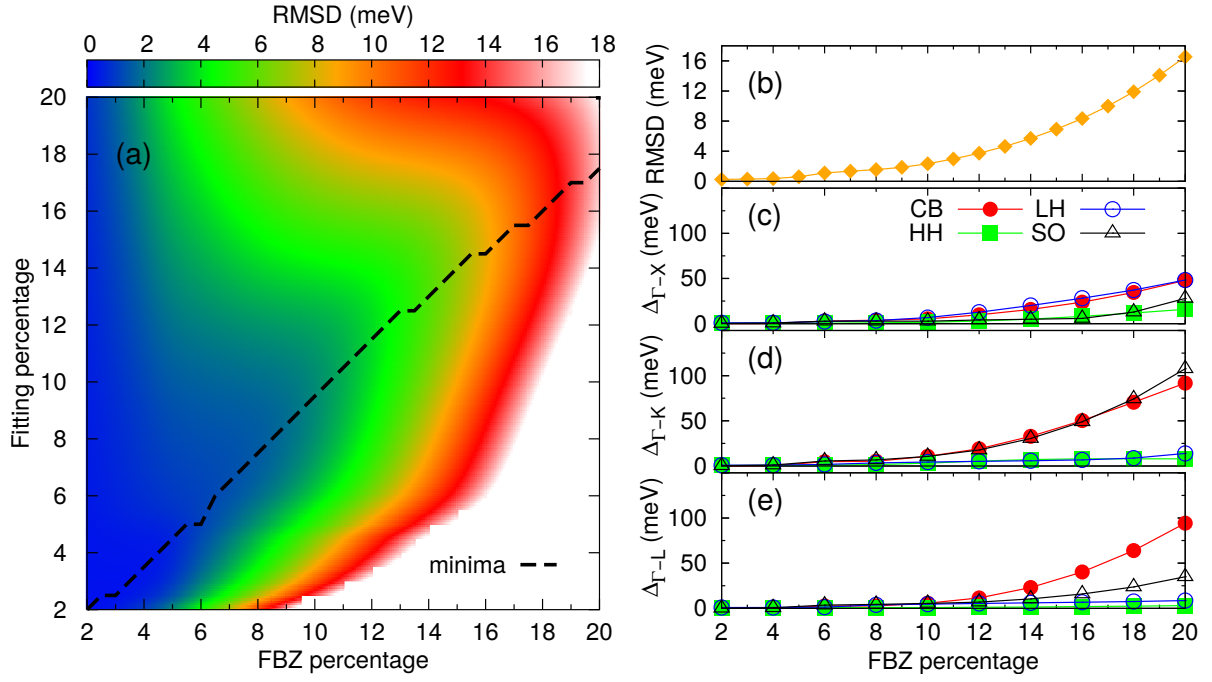 RMSD (meV)
0 2 4 6 8 10 12 14 16 18
Fitting percentage
20
18
16
14
12
10
8
6
4
2
(a)
minima
2 4 6 8 10 12 14 16 18 20
FBZ percentage
RMSD (meV)
16
12
8
4
0
(b)
Δ_{Γ−X} (meV)
100
50
0
(c)
CB LH
HH SO
Δ_{Γ−K} (meV)
100
50
0
(d)
Δ_{Γ−L} (meV)
100
50
0
(e)
2 4 6 8 10 12 14 16 18 20
FBZ percentage